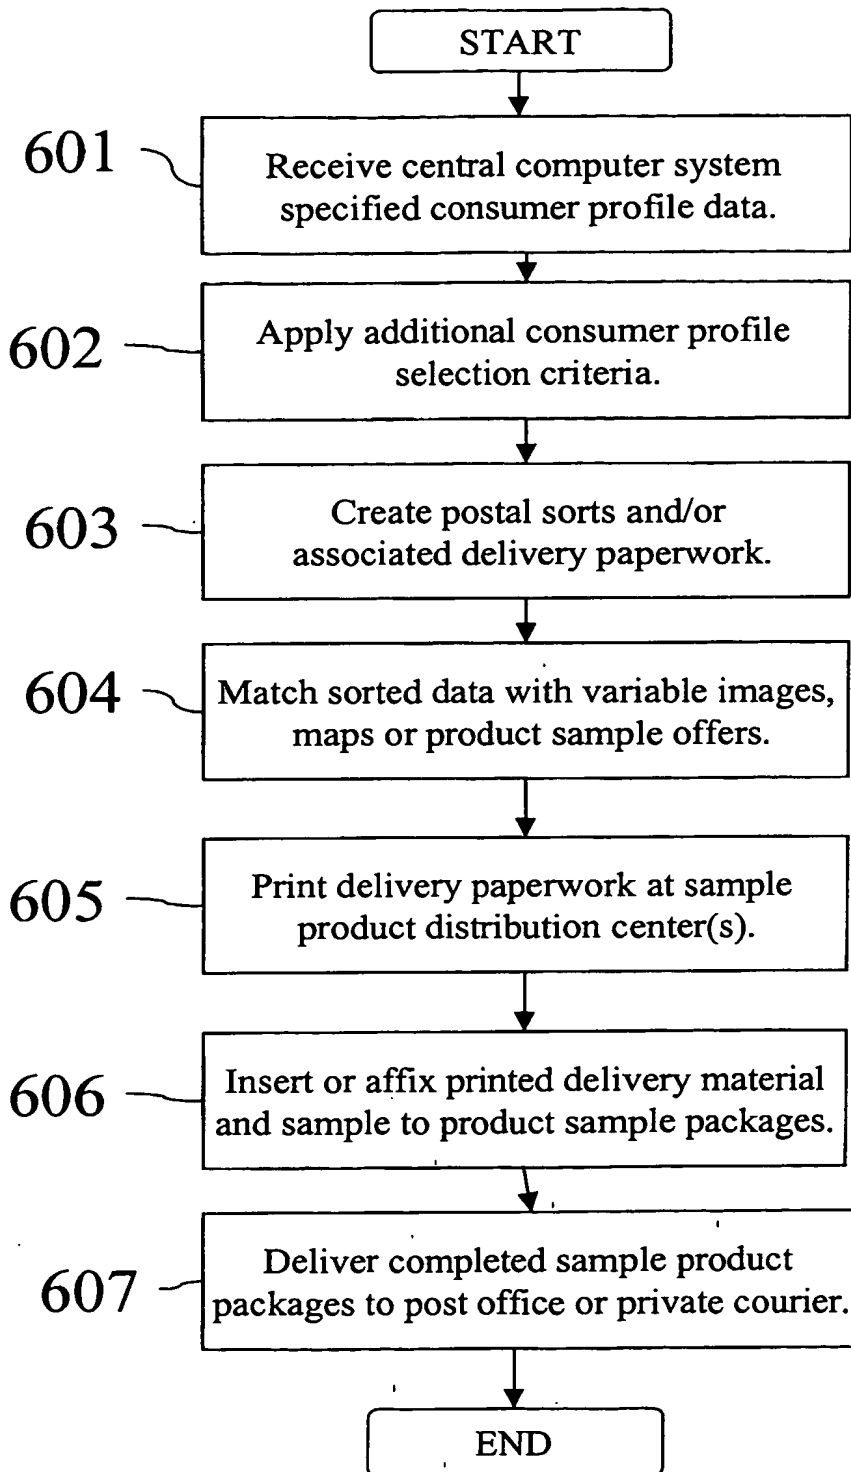 START
601
Receive central computer system
specified consumer profile data.
602
Apply additional consumer profile
selection criteria.
603
Create postal sorts and/or
associated delivery paperwork.
604
Match sorted data with variable images,
maps or product sample offers.
605
Print delivery paperwork at sample
product distribution center(s).
606
Insert or affix printed delivery material
and sample to product sample packages.
607
Deliver completed sample product
packages to post office or private courier.
END